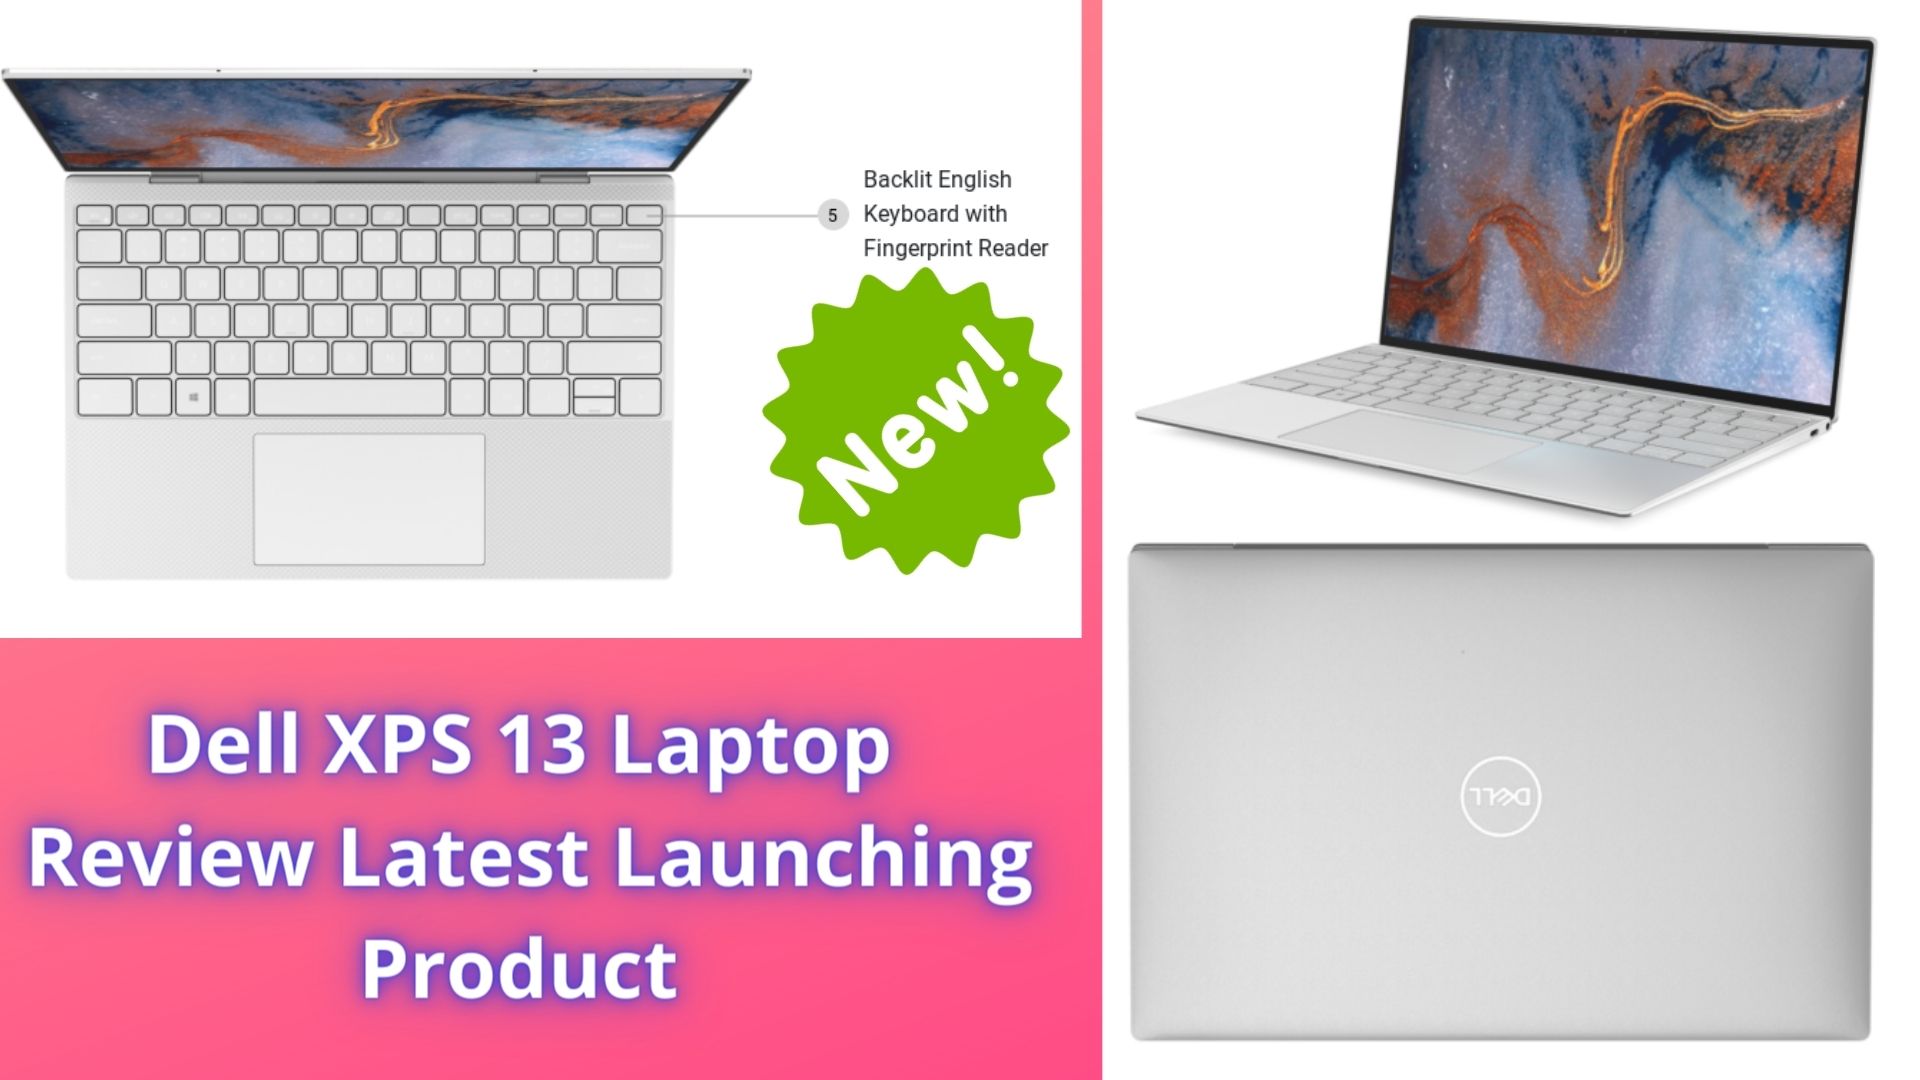 Backlit English
5
Keyboard with
Fingerprint Reader
New!
Dell XPS 13 Laptop
Review Latest Launching
Product
DELL